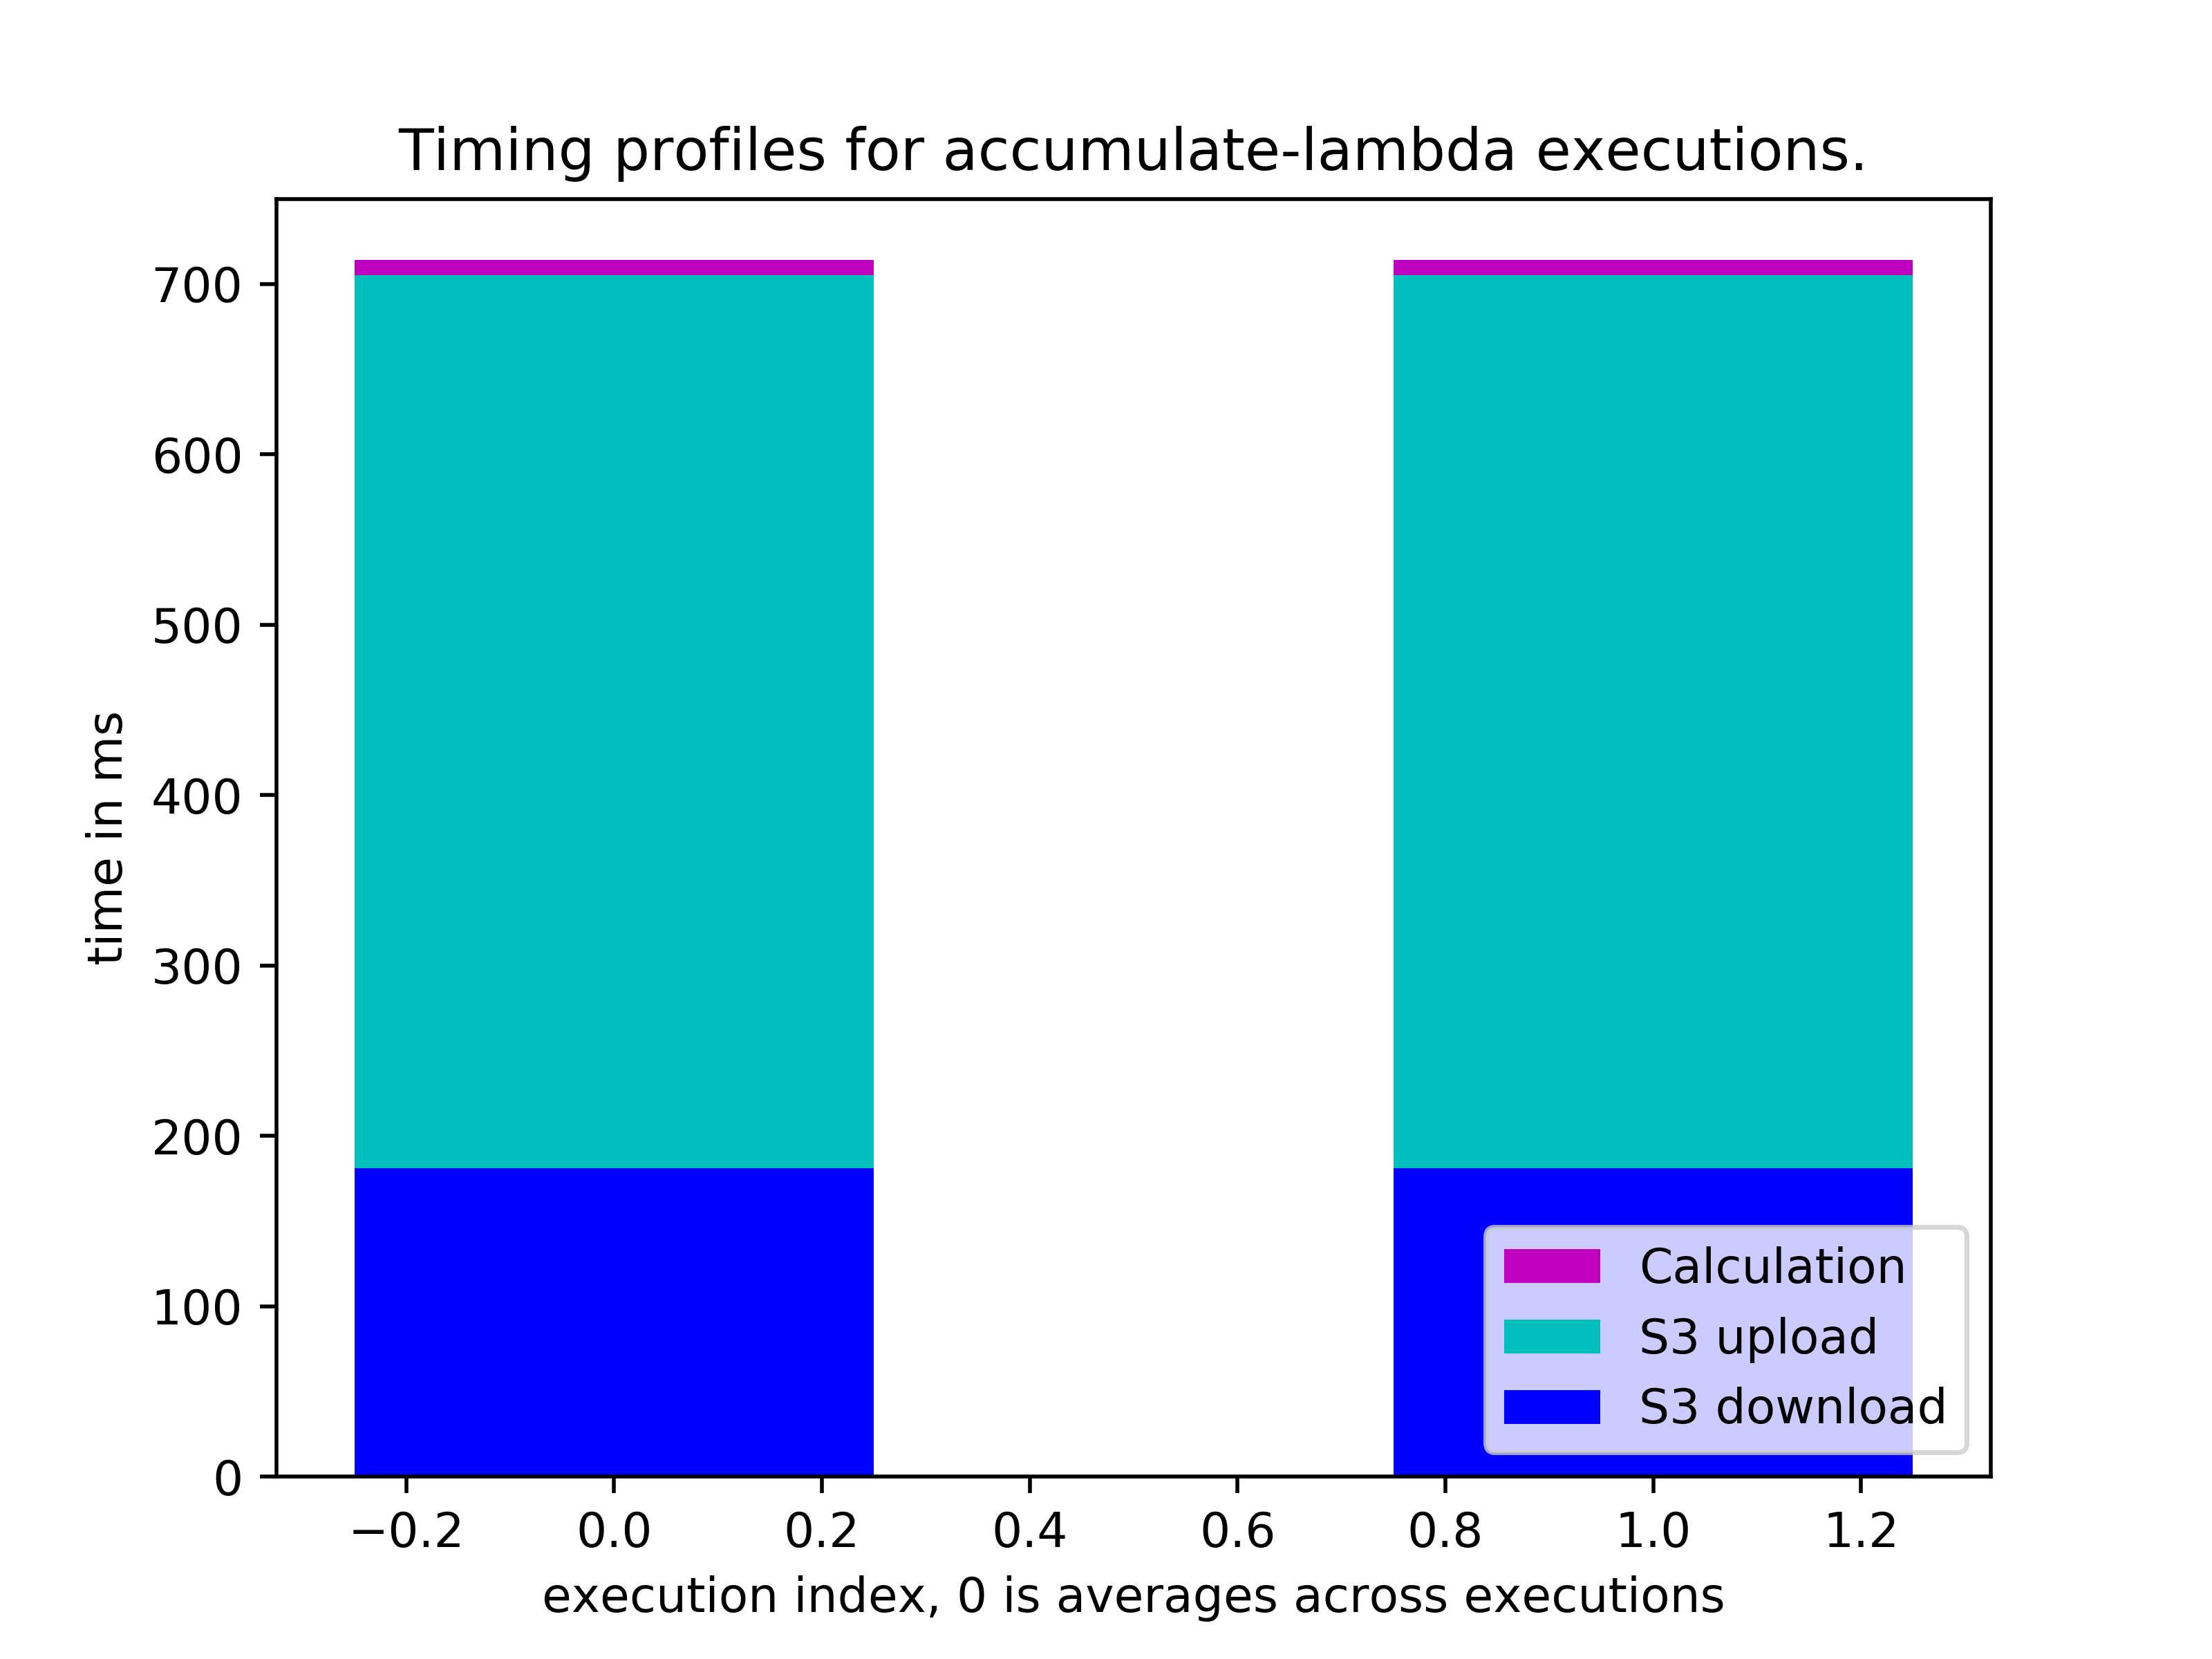 Timing profiles for accumulate-lambda executions.
700
600
500
400
300
200
100
0
time in ms
Calculation
S3 upload
S3 download
−0.2 0.0 0.2 0.4 0.6 0.8 1.0 1.2
execution index, 0 is averages across executions